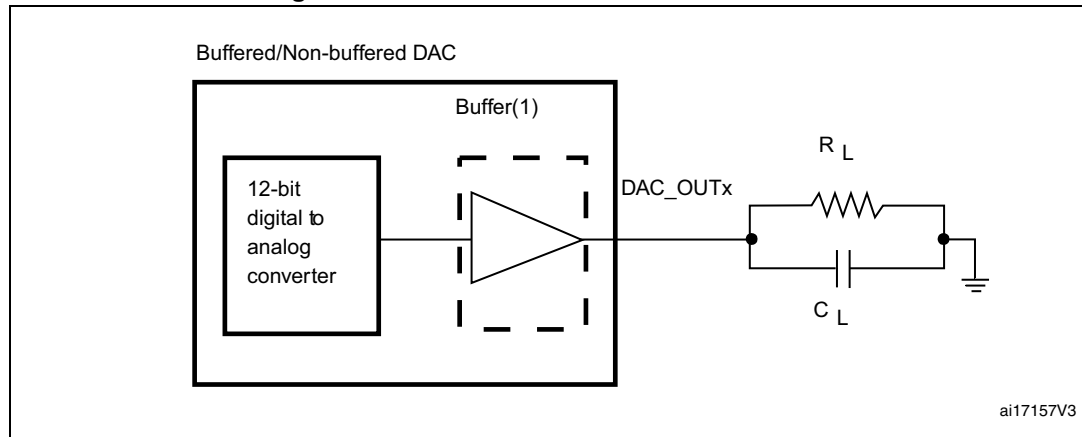 Buffered/Non-buffered DAC
Buffer(1)
12-bit
digital to
analog
converter
DAC_OUTx
R L
C L
ai17157V3